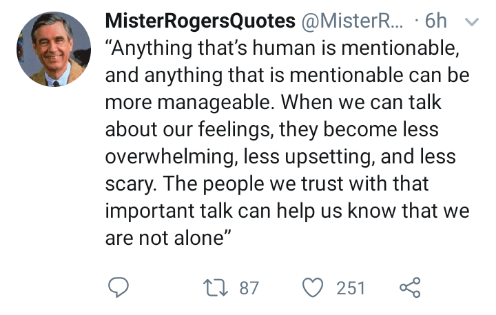 MisterRogersQuotes @MisterR... · 6h
“Anything that's human is mentionable,
and anything that is mentionable can be
more manageable. When we can talk
about our feelings, they become less
overwhelming, less upsetting, and less
scary. The people we trust with that
important talk can help us know that we
are not alone”
87 251